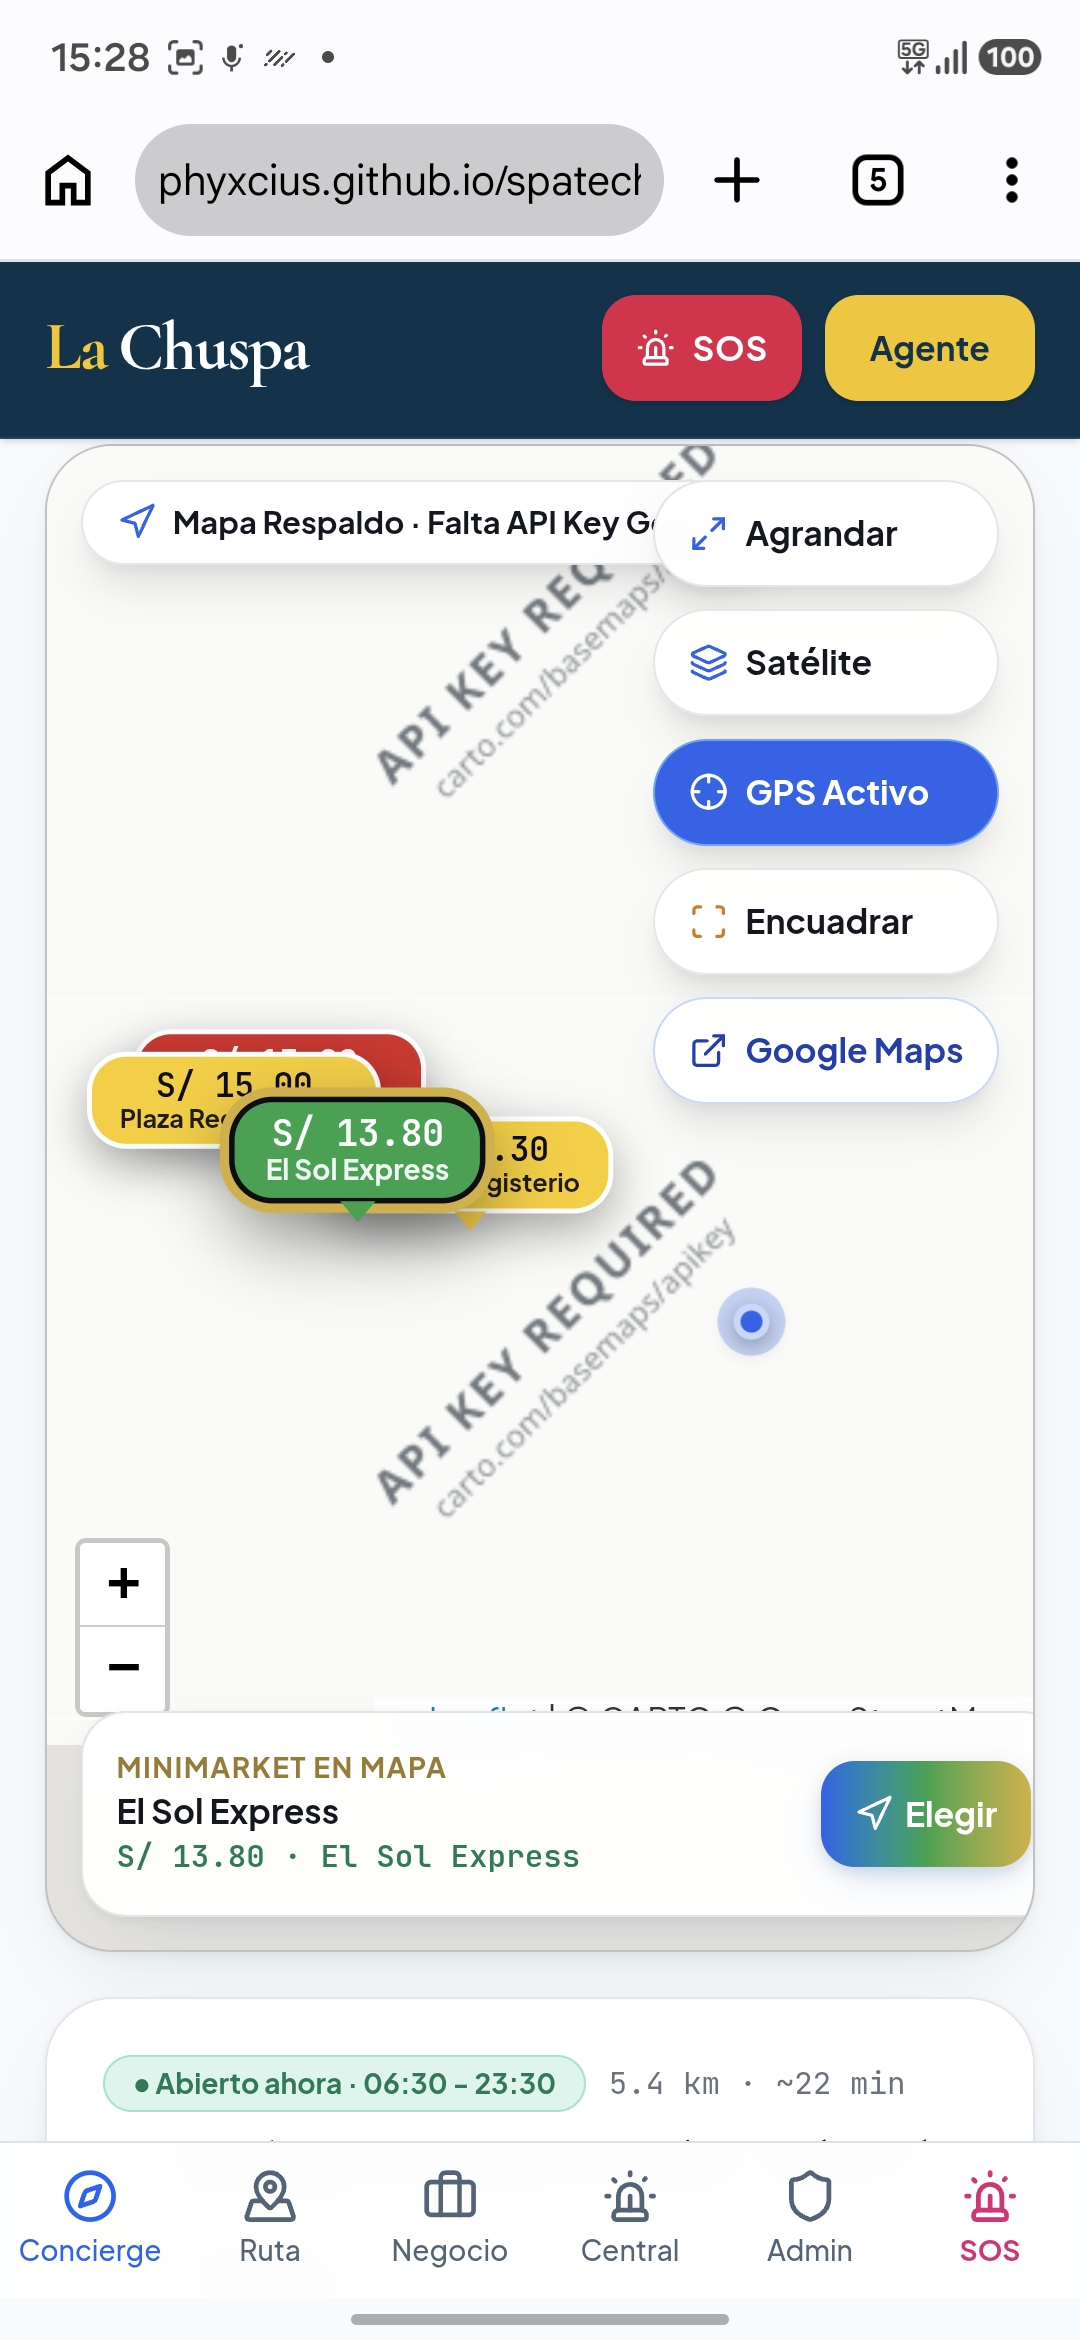 15:28
5G
100
phyxcius.github.io/spatech
5
La Chuspa
SOS
Agente
Mapa Respaldo · Falta API Key
Agrandar
Satélite
GPS Activo
Encuadrar
Google Maps
API KEY
carto.com/basemaps/
S/ 15.00
Plaza
S/ 13.80
El Sol Express
.30
gisterio
API KEY REQUIRED
carto.com/basemaps/apikey
+
−
MINIMARKET EN MAPA
El Sol Express
S/ 13.80 · El Sol Express
Elegir
● Abierto ahora · 06:30 – 23:30
5.4 km · ~22 min
Concierge
Ruta
Negocio
Central
Admin
SOS